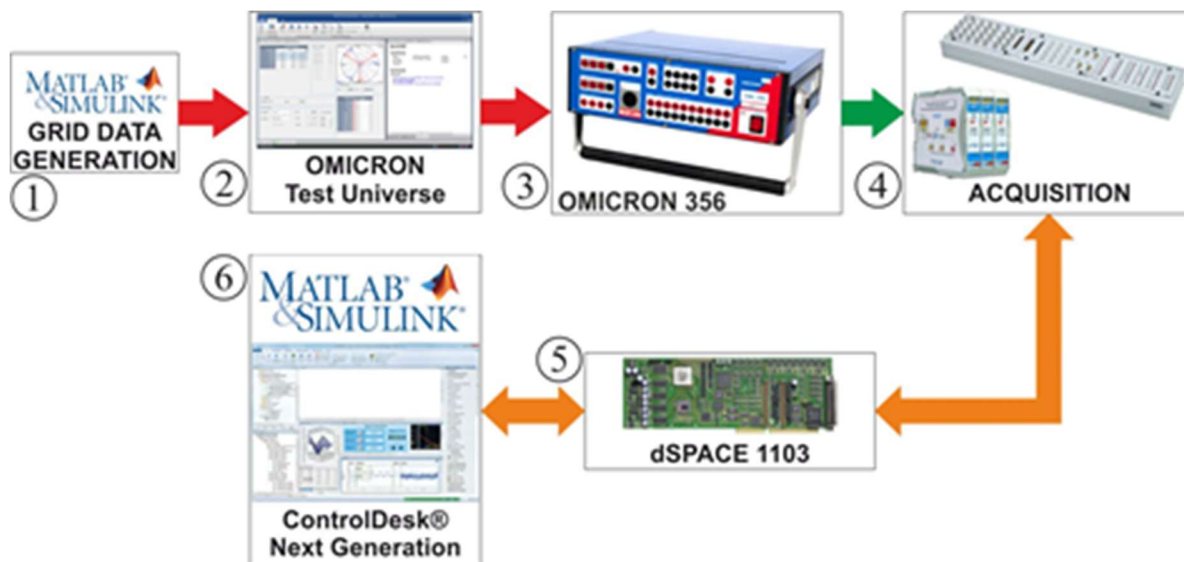 MATLAB®
&SIMULINK®
GRID DATA
GENERATION
1
2
OMICRON
Test Universe
3
OMICRON 356
4
ACQUISITION
6
MATLAB®
&SIMULINK®
5
dSPACE 1103
ControlDesk®
Next Generation